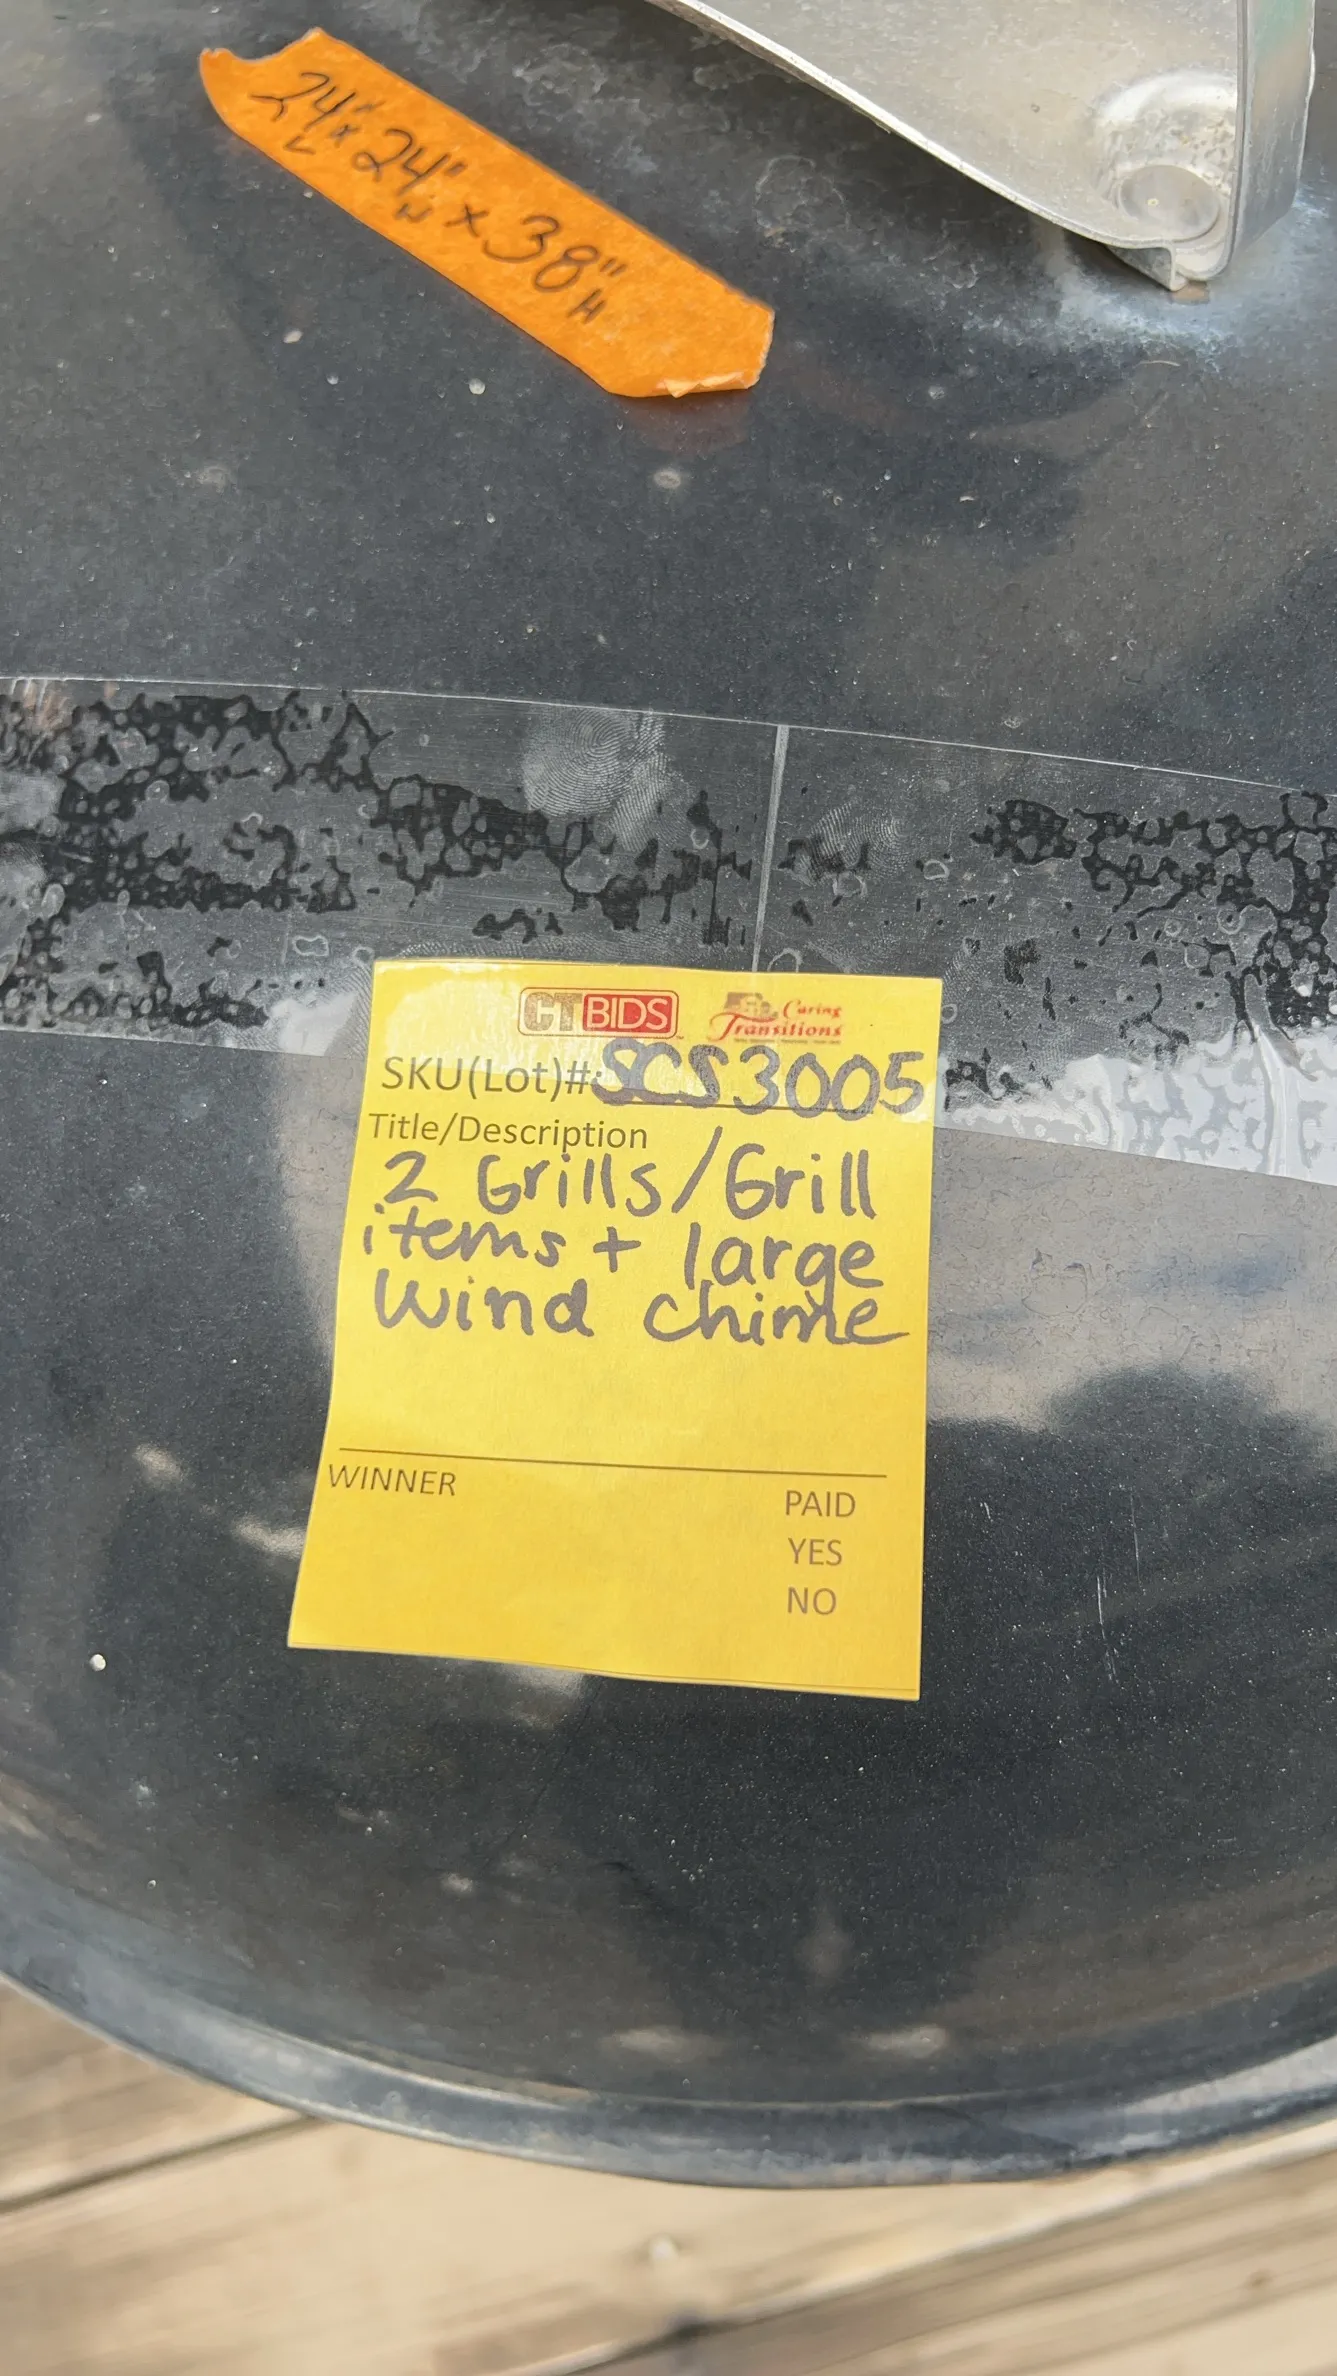 24" x 24" x 38"
L W H
CTBIDS
Caring
Transitions
SKU(Lot)#: SCS3005
Title/Description
2 Grills/Grill
items + large
Wind chime
WINNER
PAID
YES
NO